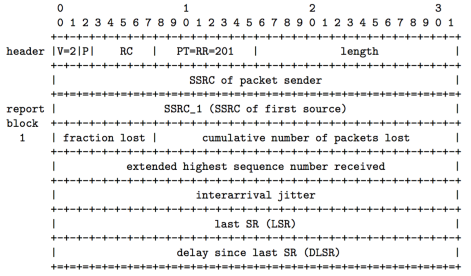 0                   1                   2                   3
0 1 2 3 4 5 6 7 8 9 0 1 2 3 4 5 6 7 8 9 0 1 2 3 4 5 6 7 8 9 0 1
+-+-+-+-+-+-+-+-+-+-+-+-+-+-+-+-+-+-+-+-+-+-+-+-+-+-+-+-+-+-+-+-+
header |V=2|P|    RC   |   PT=RR=201   |             length            |
+-+-+-+-+-+-+-+-+-+-+-+-+-+-+-+-+-+-+-+-+-+-+-+-+-+-+-+-+-+-+-+-+
|                     SSRC of packet sender                     |
+=+=+=+=+=+=+=+=+=+=+=+=+=+=+=+=+=+=+=+=+=+=+=+=+=+=+=+=+=+=+=+=+
report |                 SSRC_1 (SSRC of first source)                 |
block  +-+-+-+-+-+-+-+-+-+-+-+-+-+-+-+-+-+-+-+-+-+-+-+-+-+-+-+-+-+-+-+-+
1    | fraction lost |       cumulative number of packets lost       |
+-+-+-+-+-+-+-+-+-+-+-+-+-+-+-+-+-+-+-+-+-+-+-+-+-+-+-+-+-+-+-+-+
|           extended highest sequence number received           |
+-+-+-+-+-+-+-+-+-+-+-+-+-+-+-+-+-+-+-+-+-+-+-+-+-+-+-+-+-+-+-+-+
|                      interarrival jitter                      |
+-+-+-+-+-+-+-+-+-+-+-+-+-+-+-+-+-+-+-+-+-+-+-+-+-+-+-+-+-+-+-+-+
|                         last SR (LSR)                         |
+-+-+-+-+-+-+-+-+-+-+-+-+-+-+-+-+-+-+-+-+-+-+-+-+-+-+-+-+-+-+-+-+
|                   delay since last SR (DLSR)                  |
+=+=+=+=+=+=+=+=+=+=+=+=+=+=+=+=+=+=+=+=+=+=+=+=+=+=+=+=+=+=+=+=+